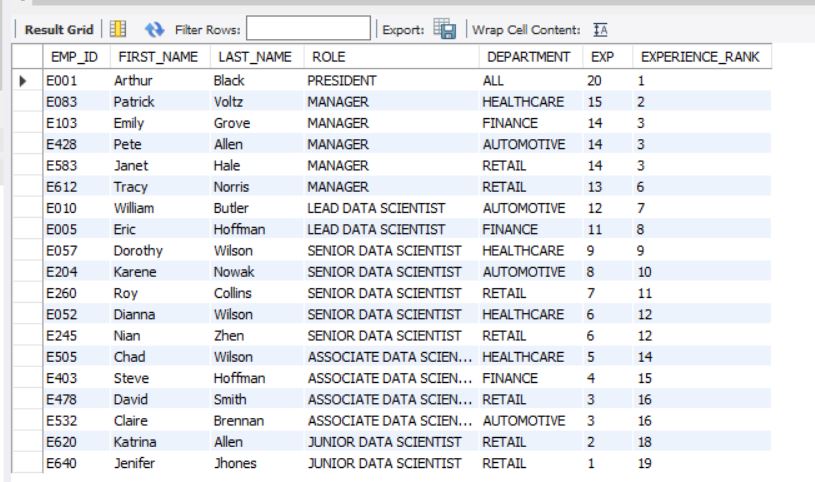 Result Grid Filter Rows: Export: Wrap Cell Content:
EMP_ID FIRST_NAME LAST_NAME ROLE DEPARTMENT EXP EXPERIENCE_RANK
E001 Arthur Black PRESIDENT ALL 20 1
E083 Patrick Voltz MANAGER HEALTHCARE 15 2
E103 Emily Grove MANAGER FINANCE 14 3
E428 Pete Allen MANAGER AUTOMOTIVE 14 3
E583 Janet Hale MANAGER RETAIL 14 3
E612 Tracy Norris MANAGER RETAIL 13 6
E010 William Butler LEAD DATA SCIENTIST AUTOMOTIVE 12 7
E005 Eric Hoffman LEAD DATA SCIENTIST FINANCE 11 8
E057 Dorothy Wilson SENIOR DATA SCIENTIST HEALTHCARE 9 9
E204 Karene Nowak SENIOR DATA SCIENTIST AUTOMOTIVE 8 10
E260 Roy Collins SENIOR DATA SCIENTIST RETAIL 7 11
E052 Dianna Wilson SENIOR DATA SCIENTIST HEALTHCARE 6 12
E245 Nian Zhen SENIOR DATA SCIENTIST RETAIL 6 12
E505 Chad Wilson ASSOCIATE DATA SCIEN... HEALTHCARE 5 14
E403 Steve Hoffman ASSOCIATE DATA SCIEN... FINANCE 4 15
E478 David Smith ASSOCIATE DATA SCIEN... RETAIL 3 16
E532 Claire Brennan ASSOCIATE DATA SCIEN... AUTOMOTIVE 3 16
E620 Katrina Allen JUNIOR DATA SCIENTIST RETAIL 2 18
E640 Jenifer Jhones JUNIOR DATA SCIENTIST RETAIL 1 19